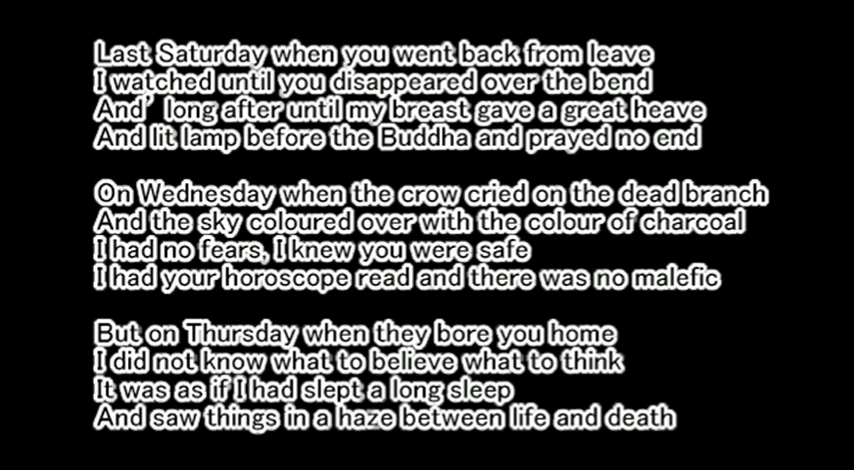 Last Saturday when you went back from leave
I watched until you disappeared over the bend
And' long after until my breast gave a great heave
And lit lamp before the Buddha and prayed no end
On Wednesday when the crow cried on the dead branch
And the sky coloured over with the colour of charcoal
I had no fears, I knew you were safe
I had your horoscope read and there was no malefic
But on Thursday when they bore you home
I did not know what to believe what to think
It was as if I had slept a long sleep
And saw things in a haze between life and death